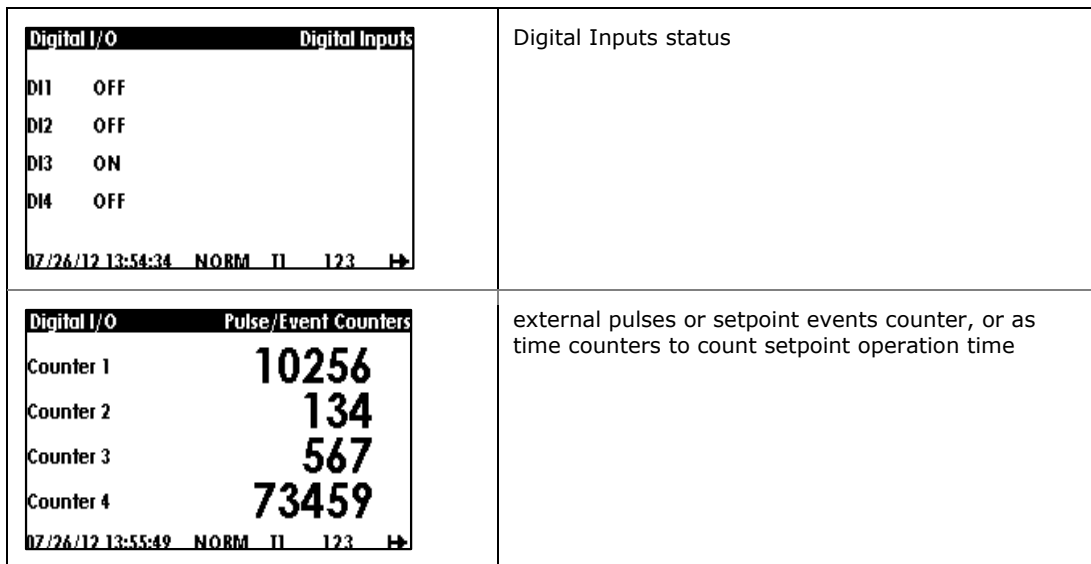 Digital I/O Digital Inputs
DI1 OFF
DI2 OFF
DI3 ON
DI4 OFF
07/26/12 13:54:34 NORM T1 123
Digital Inputs status
Digital I/O Pulse/Event Counters
Counter 1 10256
Counter 2 134
Counter 3 567
Counter 4 73459
07/26/12 13:55:49 NORM T1 123
external pulses or setpoint events counter, or as
time counters to count setpoint operation time